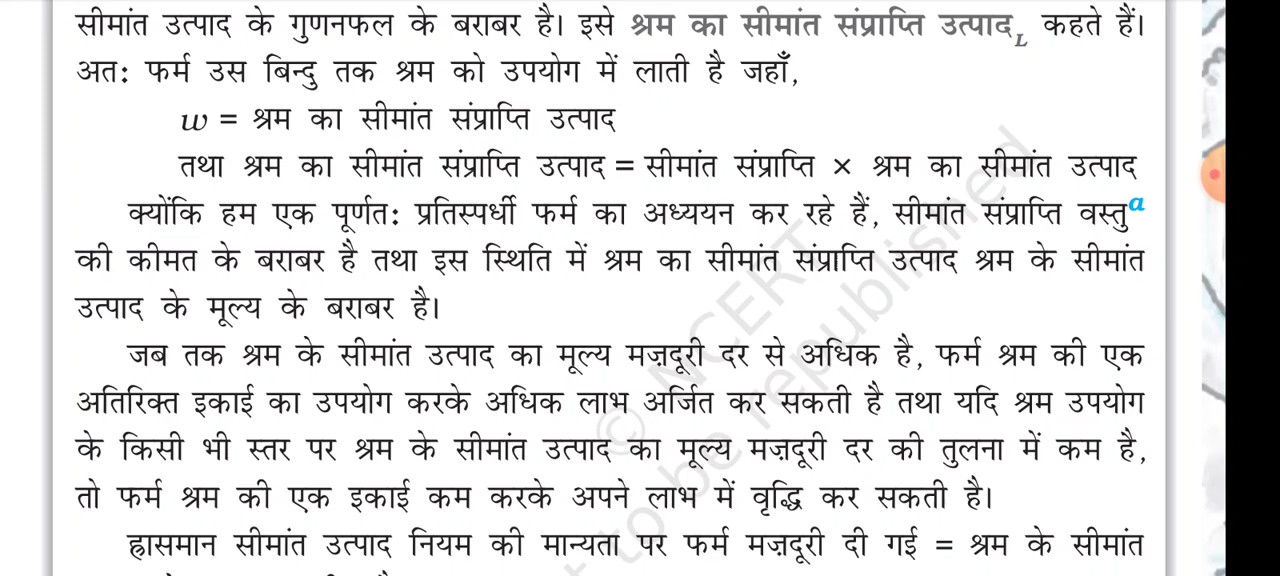 सीमांत उत्पाद के गुणनफल के बराबर है। इसे श्रम का सीमांत संप्राप्ति उत्पाद L कहते हैं।
अत: फर्म उस बिन्दु तक श्रम को उपयोग में लाती है जहाँ,
w = श्रम का सीमांत संप्राप्ति उत्पाद
तथा श्रम का सीमांत संप्राप्ति उत्पाद = सीमांत संप्राप्ति × श्रम का सीमांत उत्पाद
क्योंकि हम एक पूर्णत: प्रतिस्पर्धी फर्म का अध्ययन कर रहे हैं, सीमांत संप्राप्ति वस्तु a
की कीमत के बराबर है तथा इस स्थिति में श्रम का सीमांत संप्राप्ति उत्पाद श्रम के सीमांत
उत्पाद के मूल्य के बराबर है।
जब तक श्रम के सीमांत उत्पाद का मूल्य मज़दूरी दर से अधिक है, फर्म श्रम की एक
अतिरिक्त इकाई का उपयोग करके अधिक लाभ अर्जित कर सकती है तथा यदि श्रम उपयोग
के किसी भी स्तर पर श्रम के सीमांत उत्पाद का मूल्य मज़दूरी दर की तुलना में कम है,
तो फर्म श्रम की एक इकाई कम करके अपने लाभ में वृद्धि कर सकती है।
ह्रासमान सीमांत उत्पाद नियम की मान्यता पर फर्म मज़दूरी दी गई = श्रम के सीमांत
© NCERT
to be republished